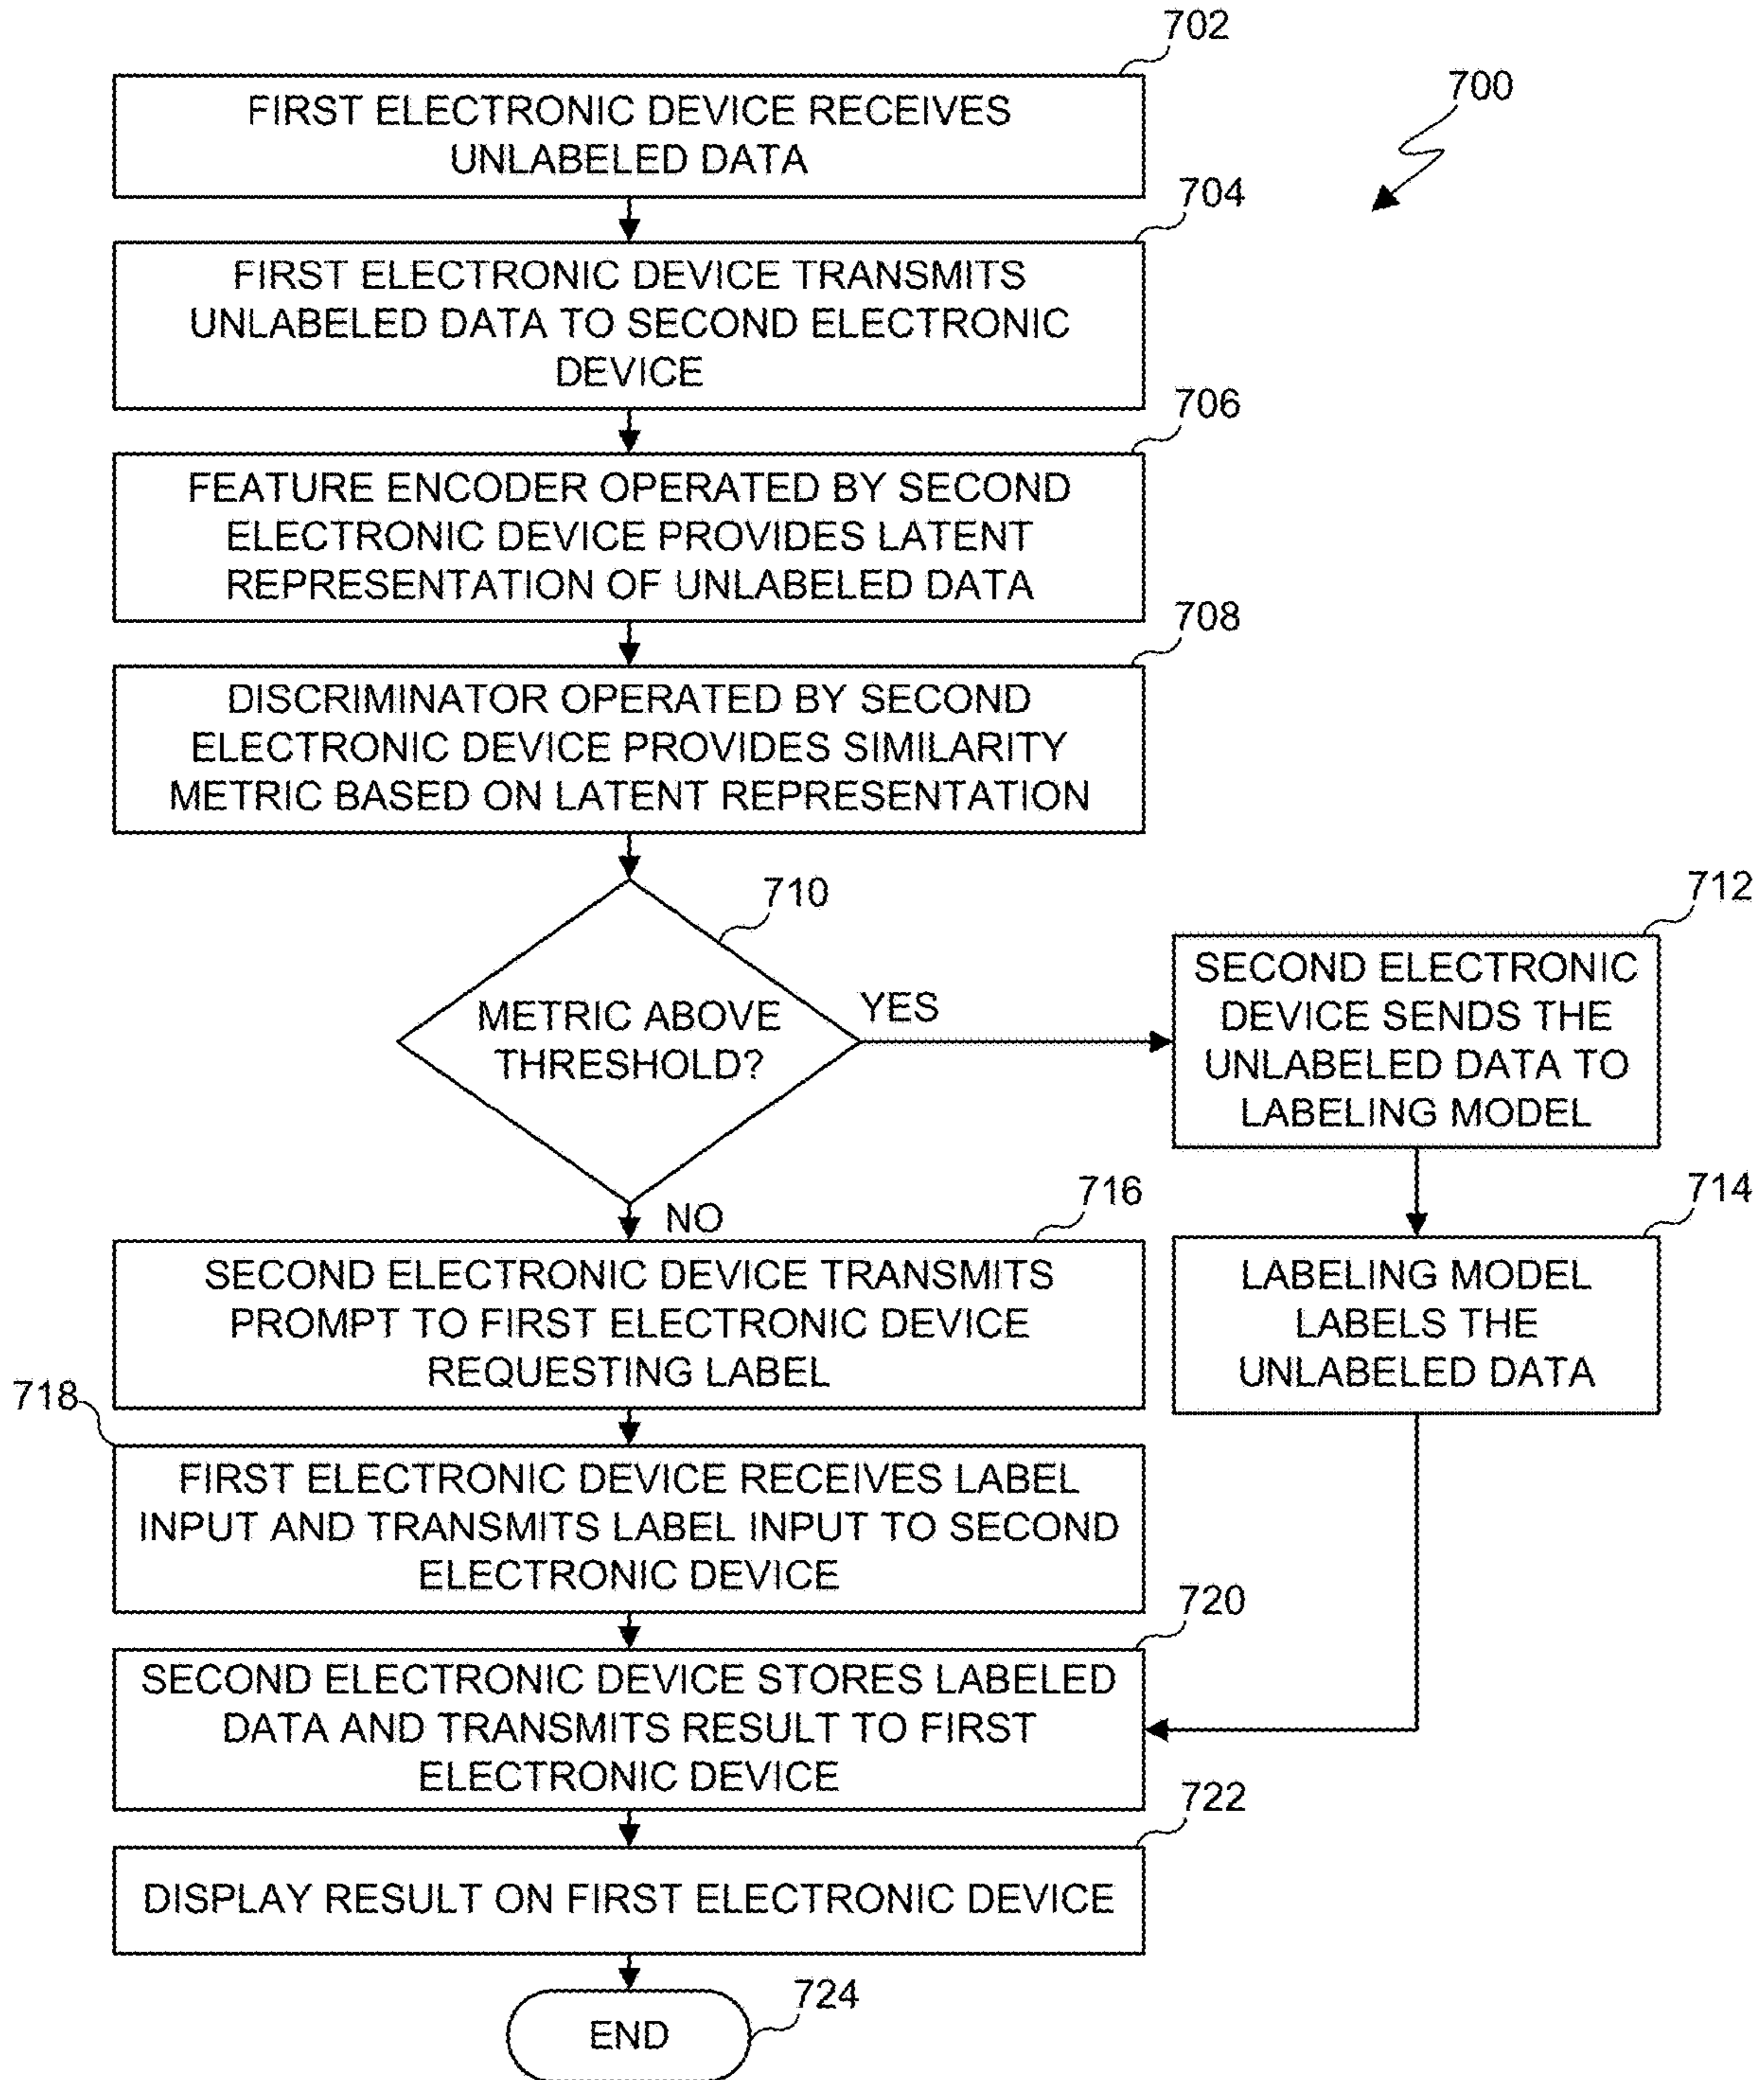 702
700
FIRST ELECTRONIC DEVICE RECEIVES
UNLABELED DATA
704
FIRST ELECTRONIC DEVICE TRANSMITS
UNLABELED DATA TO SECOND ELECTRONIC
DEVICE
706
FEATURE ENCODER OPERATED BY SECOND
ELECTRONIC DEVICE PROVIDES LATENT
REPRESENTATION OF UNLABELED DATA
708
DISCRIMINATOR OPERATED BY SECOND
ELECTRONIC DEVICE PROVIDES SIMILARITY
METRIC BASED ON LATENT REPRESENTATION
710
METRIC ABOVE
THRESHOLD?
YES
712
SECOND ELECTRONIC
DEVICE SENDS THE
UNLABELED DATA TO
LABELING MODEL
714
LABELING MODEL
LABELS THE
UNLABELED DATA
NO
716
SECOND ELECTRONIC DEVICE TRANSMITS
PROMPT TO FIRST ELECTRONIC DEVICE
REQUESTING LABEL
718
FIRST ELECTRONIC DEVICE RECEIVES LABEL
INPUT AND TRANSMITS LABEL INPUT TO SECOND
ELECTRONIC DEVICE
720
SECOND ELECTRONIC DEVICE STORES LABELED
DATA AND TRANSMITS RESULT TO FIRST
ELECTRONIC DEVICE
722
DISPLAY RESULT ON FIRST ELECTRONIC DEVICE
724
END